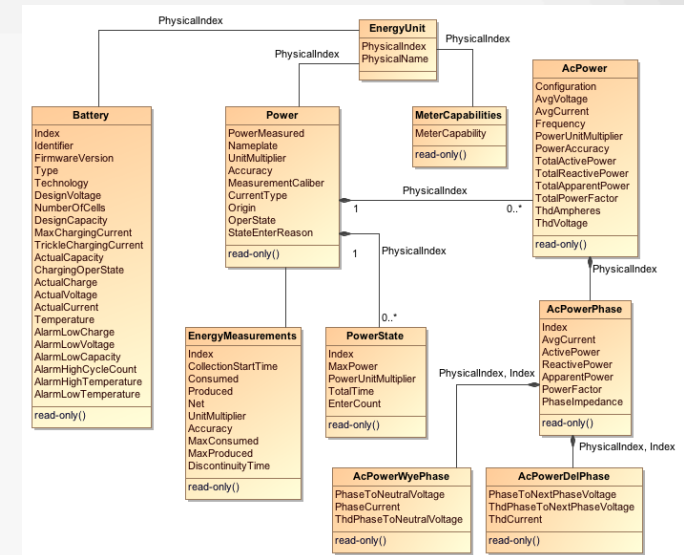 PhysicalIndex
EnergyUnit
PhysicalIndex
PhysicalName
PhysicalIndex
PhysicalIndex
AcPower
Configuration
AvgVoltage
AvgCurrent
Frequency
PowerUnitMultiplier
PowerAccuracy
TotalActivePower
TotalReactivePower
TotalApparentPower
TotalPowerFactor
ThdAmpheres
ThdVoltage
read-only()
Battery
Index
Identifier
FirmwareVersion
Type
Technology
DesignVoltage
NumberOfCells
DesignCapacity
MaxChargingCurrent
TrickleChargingCurrent
ActualCapacity
ChargingOperState
ActualCharge
ActualVoltage
ActualCurrent
Temperature
AlarmLowCharge
AlarmLowVoltage
AlarmLowCapacity
AlarmHighCycleCount
AlarmHighTemperature
AlarmLowTemperature
read-only()
Power
PowerMeasured
Nameplate
UnitMultiplier
Accuracy
MeasurementCaliber
CurrentType
Origin
OperState
StateEnterReason
read-only()
MeterCapabilities
MeterCapability
read-only()
PhysicalIndex
1
0..*
1
PhysicalIndex
0..*
PhysicalIndex
EnergyMeasurements
Index
CollectionStartTime
Consumed
Produced
Net
UnitMultiplier
Accuracy
MaxConsumed
MaxProduced
DiscontinuityTime
read-only()
PowerState
Index
MaxPower
PowerUnitMultiplier
TotalTime
EnterCount
read-only()
AcPowerPhase
Index
AvgCurrent
ActivePower
ReactivePower
ApparentPower
PowerFactor
PhaseImpedance
read-only()
PhysicalIndex, Index
PhysicalIndex, Index
AcPowerWyePhase
PhaseToNeutralVoltage
PhaseCurrent
ThdPhaseToNeutralVoltage
read-only()
AcPowerDelPhase
PhaseToNextPhaseVoltage
ThdPhaseToNextPhaseVoltage
ThdCurrent
read-only()